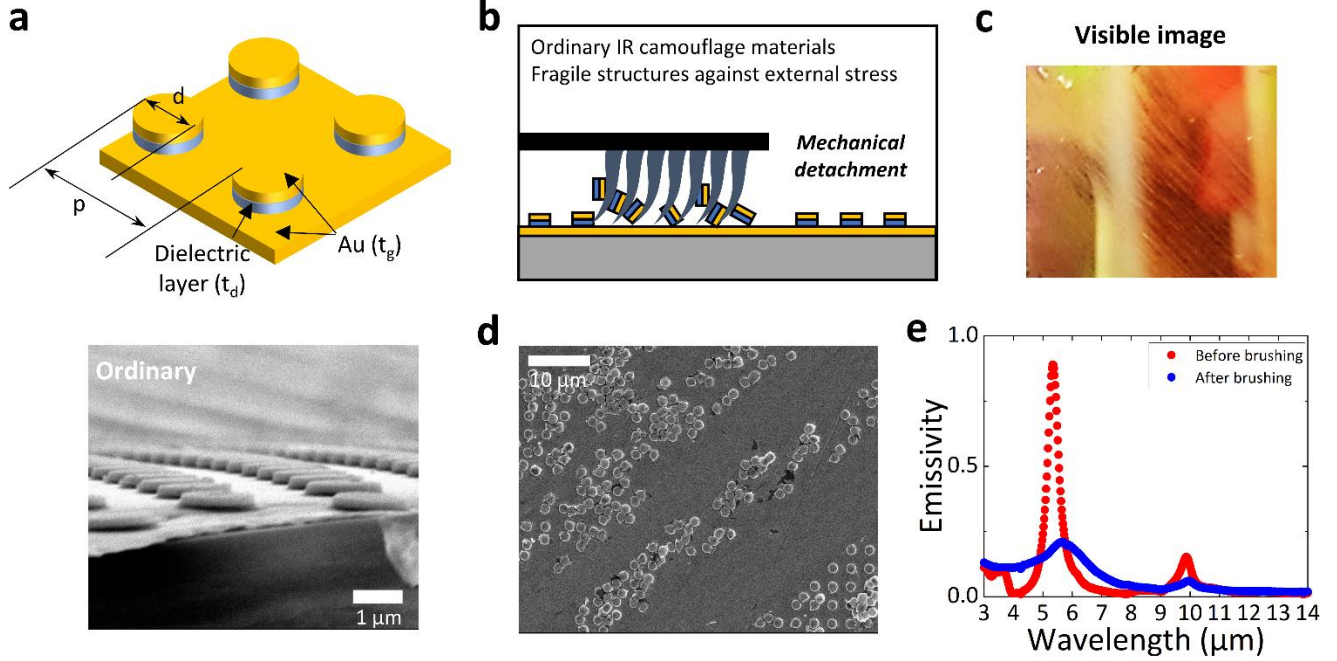 a
d
p
Dielectric
layer (t_d)
Au (t_g)
Ordinary
1 µm
b
Ordinary IR camouflage materials
Fragile structures against external stress
Mechanical
detachment
c
Visible image
d
10 µm
e
Emissivity
1.0
0.5
0.0
Before brushing
After brushing
3 4 5 6 7 8 9 10 11 12 13 14
Wavelength (µm)